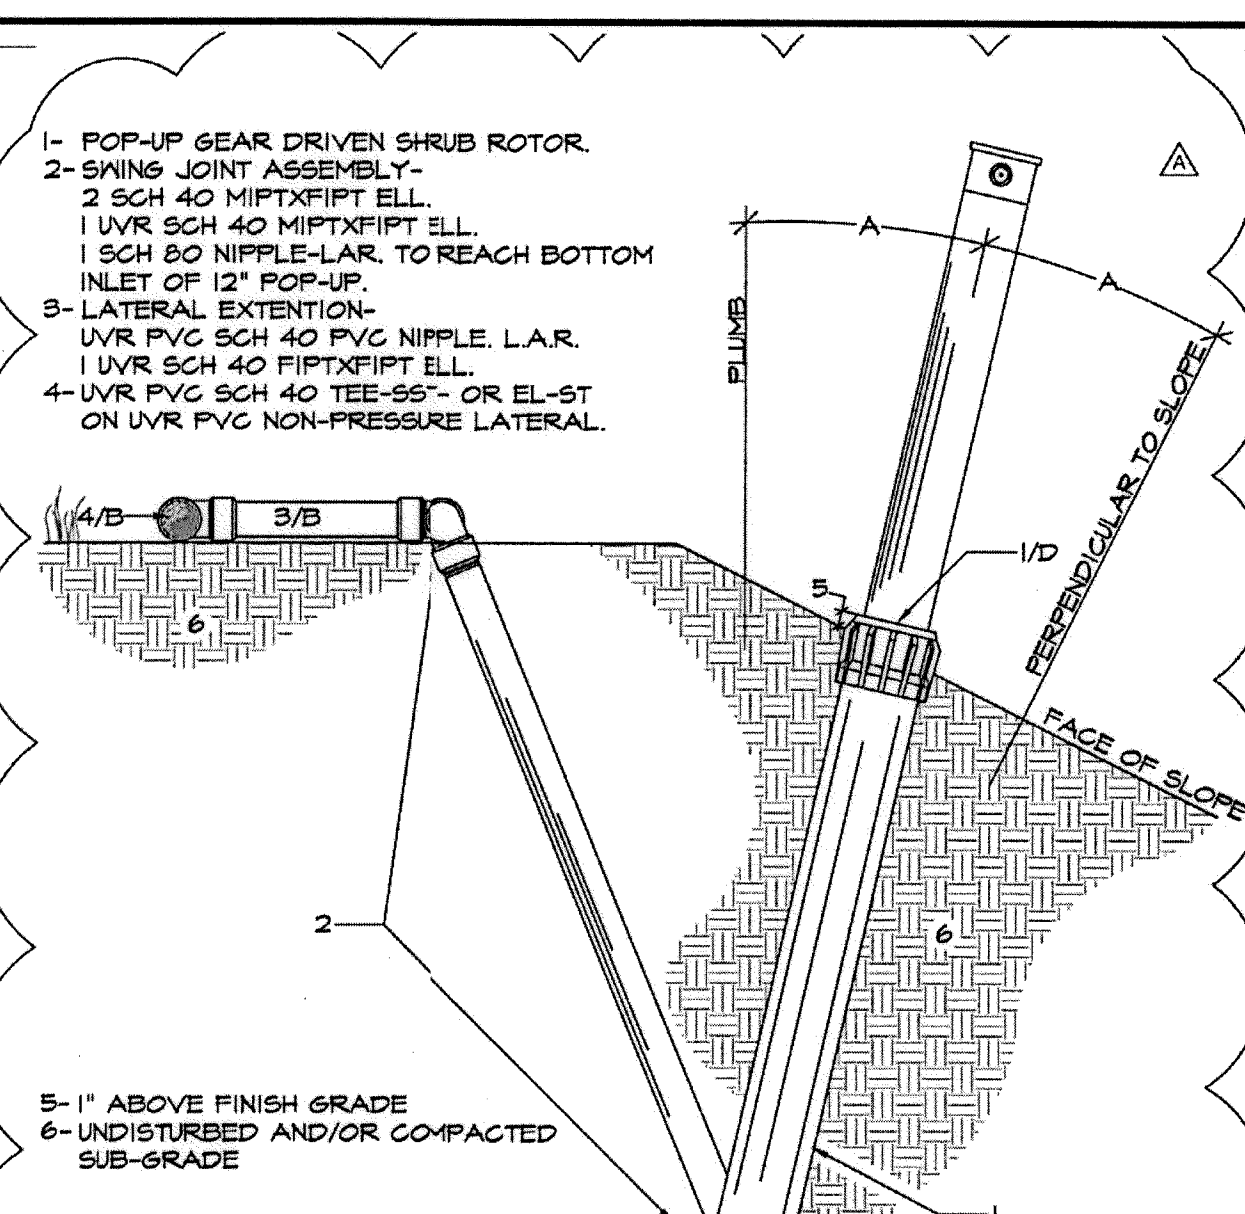 1- POP-UP GEAR DRIVEN SHRUB ROTOR.
2- SWING JOINT ASSEMBLY-
2 SCH 40 MIPTXFIPT ELL.
1 UVR SCH 40 MIPTXFIPT ELL.
1 SCH 80 NIPPLE-LAR. TO REACH BOTTOM
INLET OF 12" POP-UP.
3- LATERAL EXTENTION-
UVR PVC SCH 40 PVC NIPPLE. L.A.R.
1 UVR SCH 40 FIPTXFIPT ELL.
4- UVR PVC SCH 40 TEE-SST- OR EL-ST
ON UVR PVC NON-PRESSURE LATERAL.
A
A
A
PLUMB
PERPENDICULAR TO SLOPE
4/B
3/B
1/D
5
6
FACE OF SLOPE
2
6
5- 1" ABOVE FINISH GRADE
6- UNDISTURBED AND/OR COMPACTED
SUB-GRADE
1